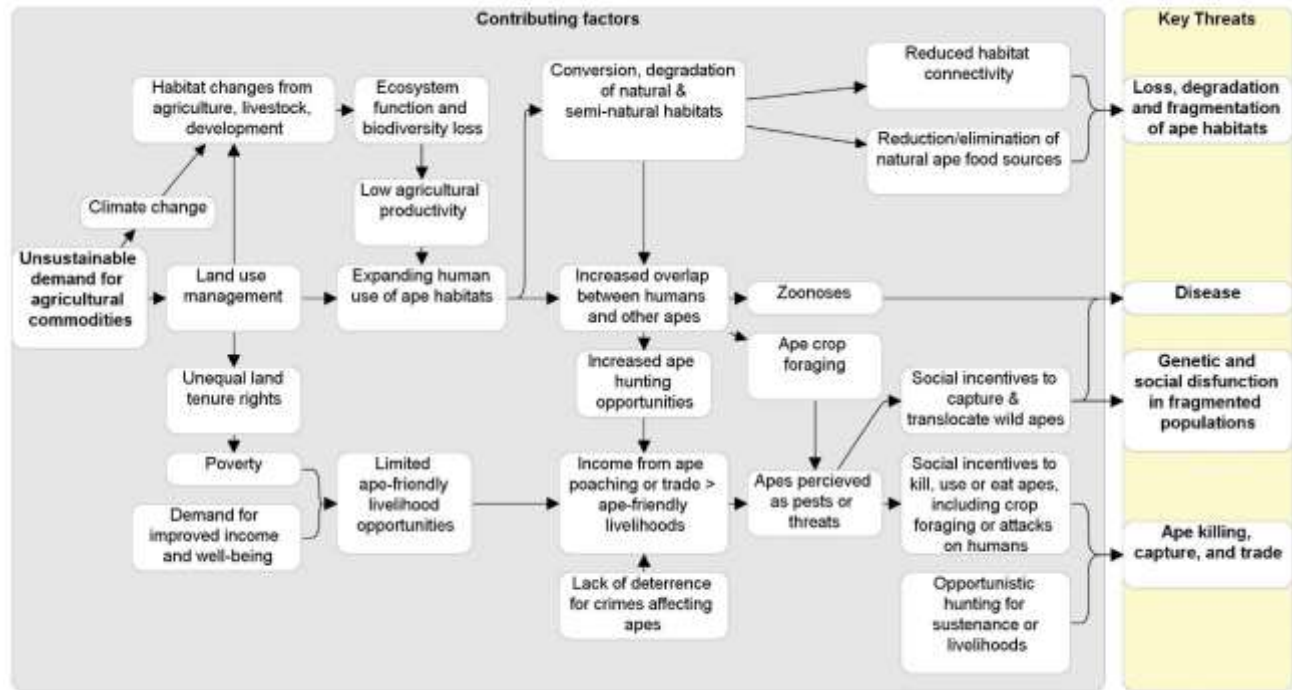 Contributing factors
Key Threats
Habitat changes from
agriculture, livestock,
development
Ecosystem
function and
biodiversity loss
Conversion, degradation
of natural &
semi-natural habitats
Reduced habitat
connectivity
Loss, degradation
and fragmentation
of ape habitats
Reduction/elimination of
natural ape food sources
Climate change
Low agricultural
productivity
Unsustainable
demand for
agricultural
commodities
Land use
management
Expanding human
use of ape habitats
Increased overlap
between humans
and other apes
Zoonoses
Disease
Unequal land
tenure rights
Increased ape
hunting
opportunities
Ape crop
foraging
Social incentives to
capture &
translocate wild apes
Genetic and
social disfunction
in fragmented
populations
Poverty
Demand for
improved income
and well-being
Limited
ape-friendly
livelihood
opportunities
Income from ape
poaching or trade >
ape-friendly
livelihoods
Apes percieved
as pests or
threats
Social incentives to
kill, use or eat apes,
including crop
foraging or attacks
on humans
Ape killing,
capture, and trade
Lack of deterrence
for crimes affecting
apes
Opportunistic
hunting for
sustenance or
livelihoods